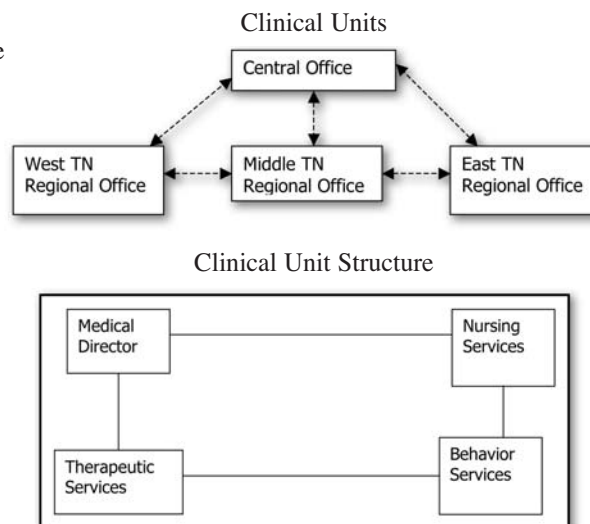 Clinical Units
e
Central Office
West TN
Regional Office
Middle TN
Regional Office
East TN
Regional Office
Clinical Unit Structure
Medical
Director
Nursing
Services
Therapeutic
Services
Behavior
Services